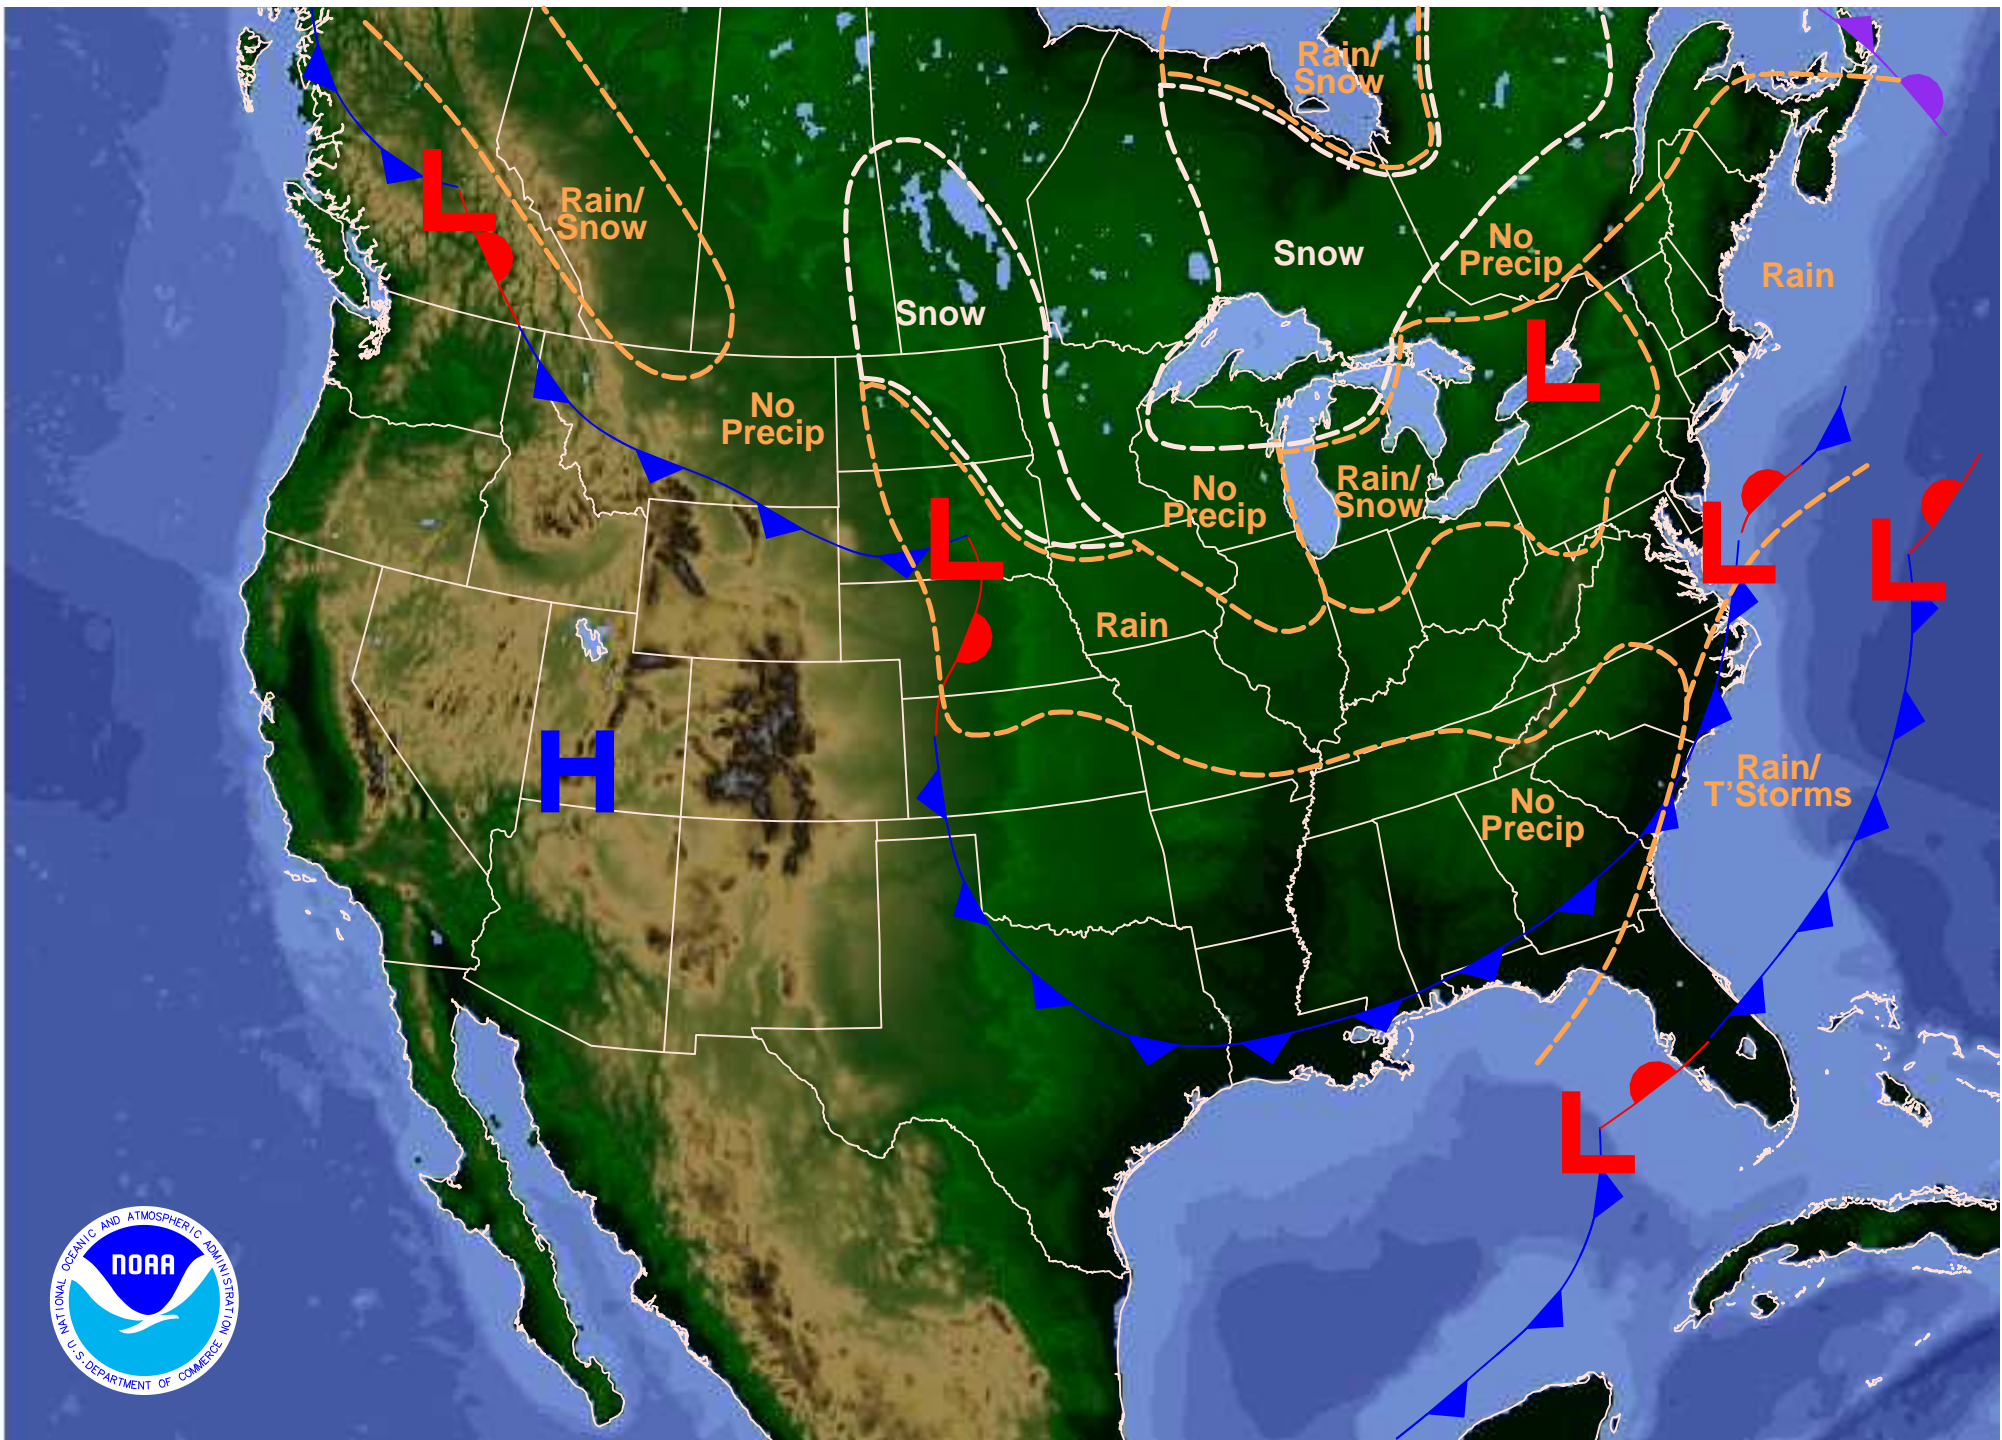 Rain/
Snow
Rain/
Snow
Snow
No
Precip
Rain
Snow
No
Precip
L
L
No
Precip
Rain/
Snow
L
L
L
Rain
H
Rain/
T'Storms
No
Precip
L
NATIONAL OCEANIC AND ATMOSPHERIC ADMINISTRATION
NOAA
U.S. DEPARTMENT OF COMMERCE